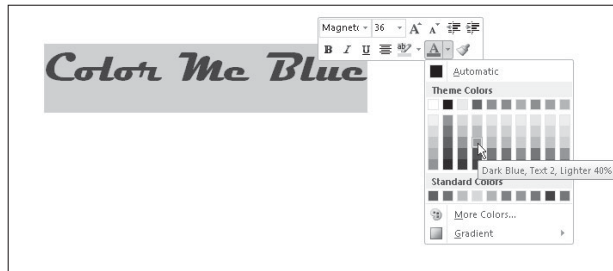 Magneto 36 A A
B I U ab A
Color Me Blue
Automatic
Theme Colors
Dark Blue, Text 2, Lighter 40%
Standard Colors
More Colors...
Gradient